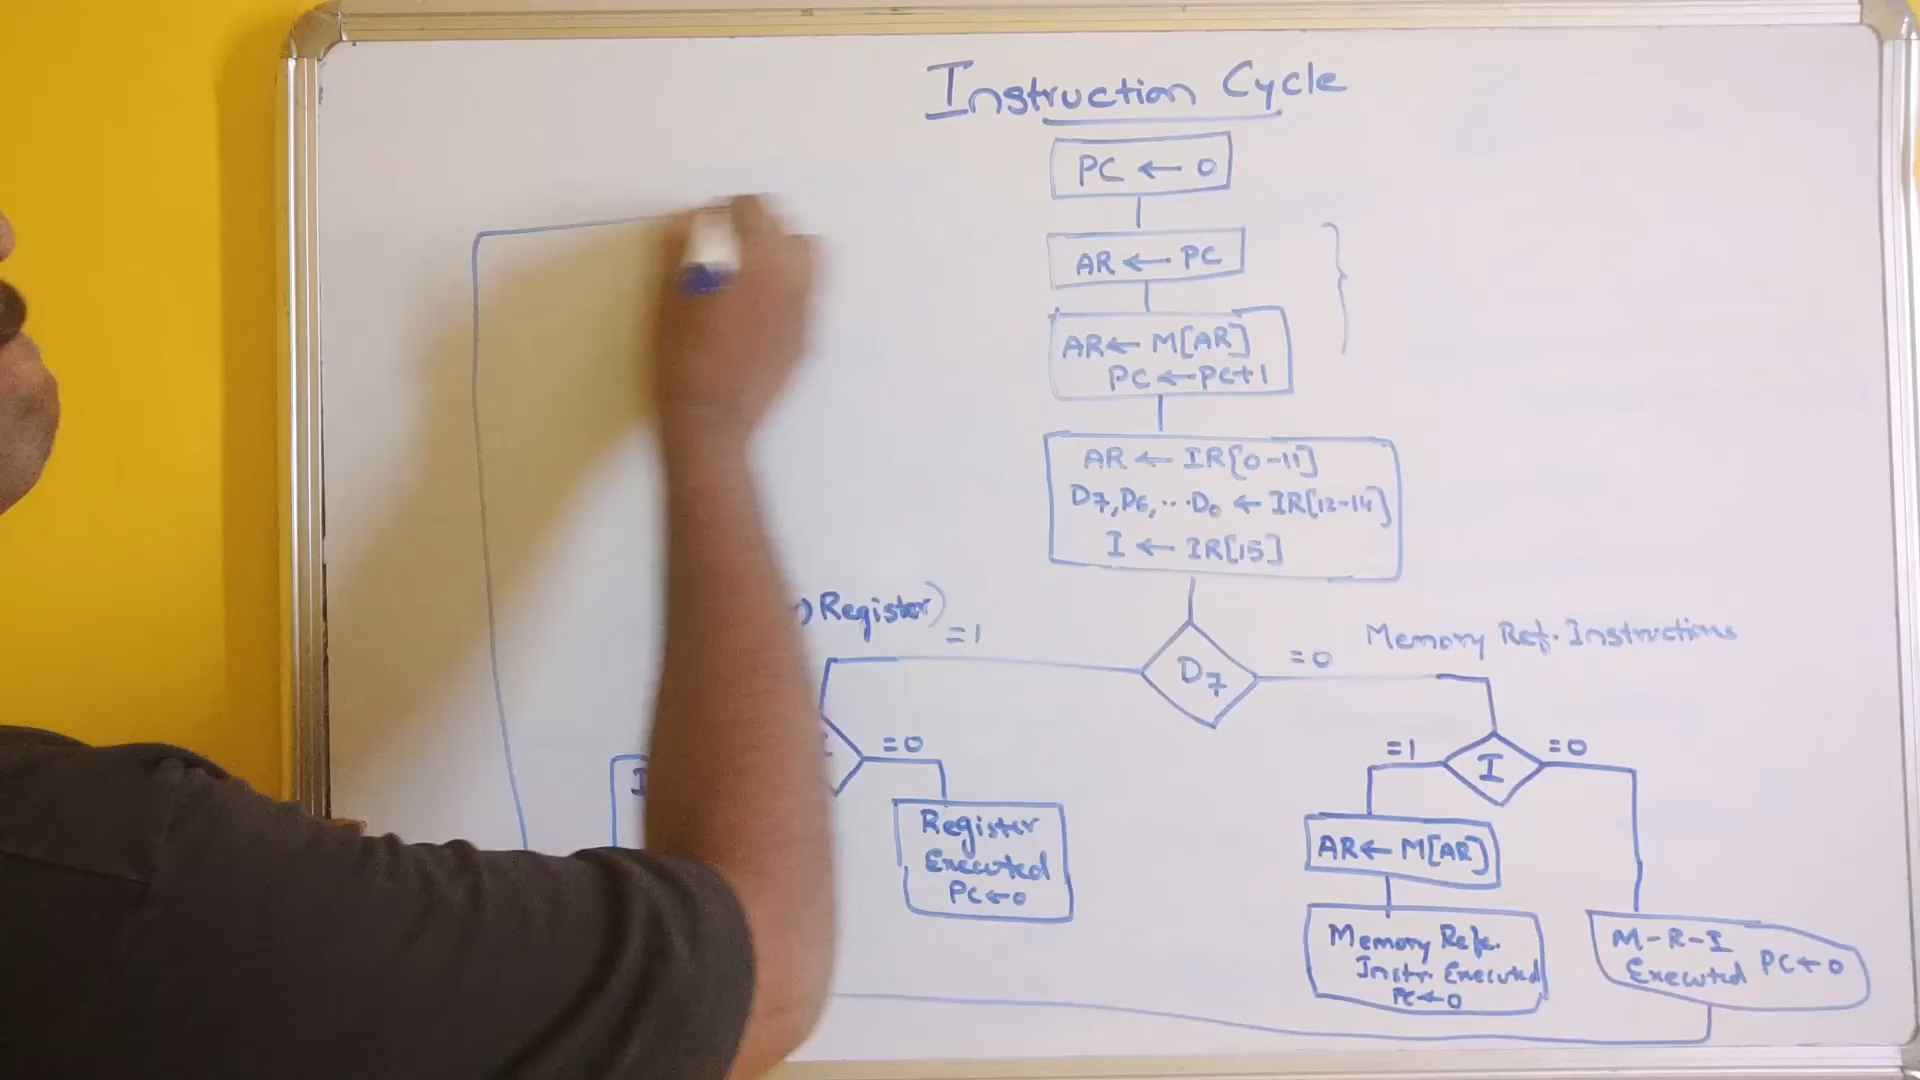 Instruction Cycle
PC ← 0
AR ← PC
AR ← M[AR]
PC ← PC+1
AR ← IR[0-11]
D7, D6, ... D0 ← IR[12-14]
I ← IR[15]
) Register)
=1
D7
=0
Memory Ref. Instructions
=0
Register
Executed
PC ← 0
=1
I
=0
AR ← M[AR]
Memory Refe.
Instr. Executed
PC ← 0
M-R-I
Executed PC ← 0